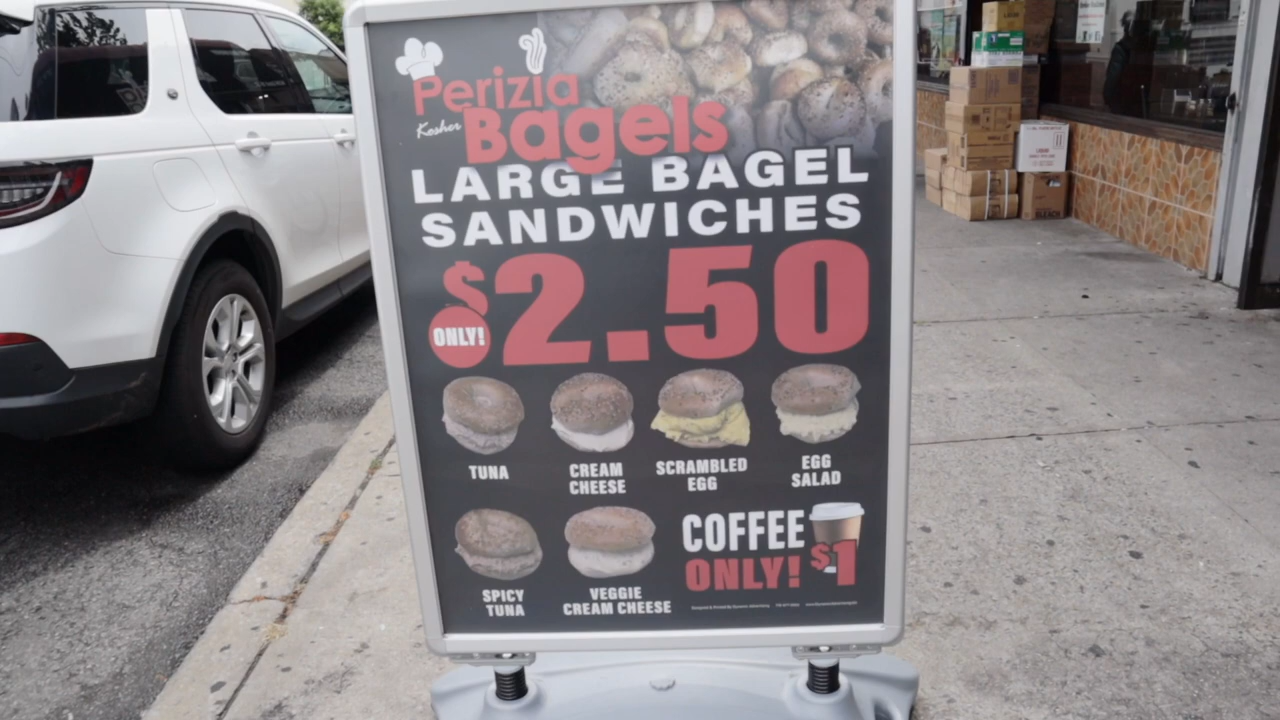 Perizia
Kosher Bagels
LARGE BAGEL
SANDWICHES
$2.50
ONLY!
TUNA
CREAM
CHEESE
SCRAMBLED
EGG
EGG
SALAD
SPICY
TUNA
VEGGIE
CREAM CHEESE
COFFEE
ONLY! $1